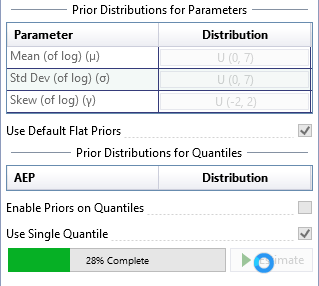 Prior Distributions for Parameters
Parameter Distribution
Mean (of log) (µ) U (0, 7)
Std Dev (of log) (σ) U (0, 7)
Skew (of log) (γ) U (-2, 2)
Use Default Flat Priors
Prior Distributions for Quantiles
AEP Distribution
Enable Priors on Quantiles
Use Single Quantile
28% Complete